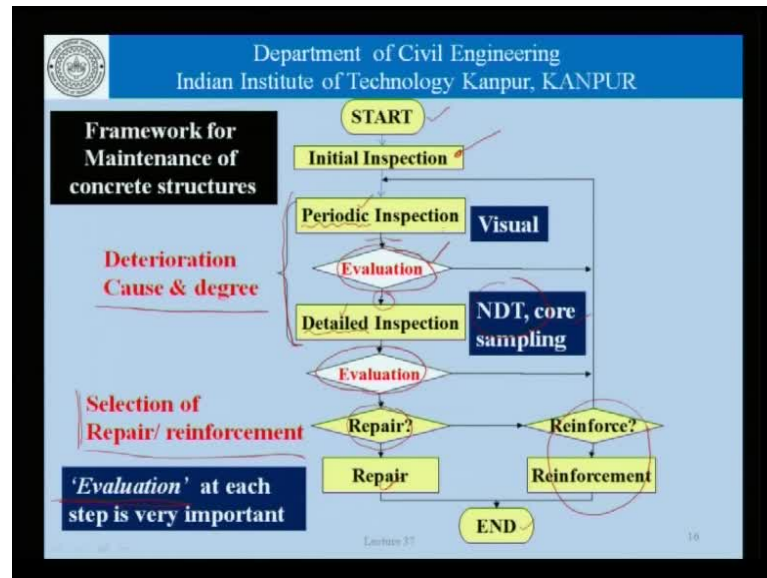 Department of Civil Engineering
Indian Institute of Technology Kanpur, KANPUR
Framework for
Maintenance of
concrete structures
START
Initial Inspection
Periodic Inspection
Visual
Deterioration
Cause & degree
Evaluation
Detailed Inspection
NDT, core
sampling
Evaluation
Selection of
Repair/ reinforcement
Repair?
Reinforce?
Repair
Reinforcement
'Evaluation' at each
step is very important
END
Lecture 37
16